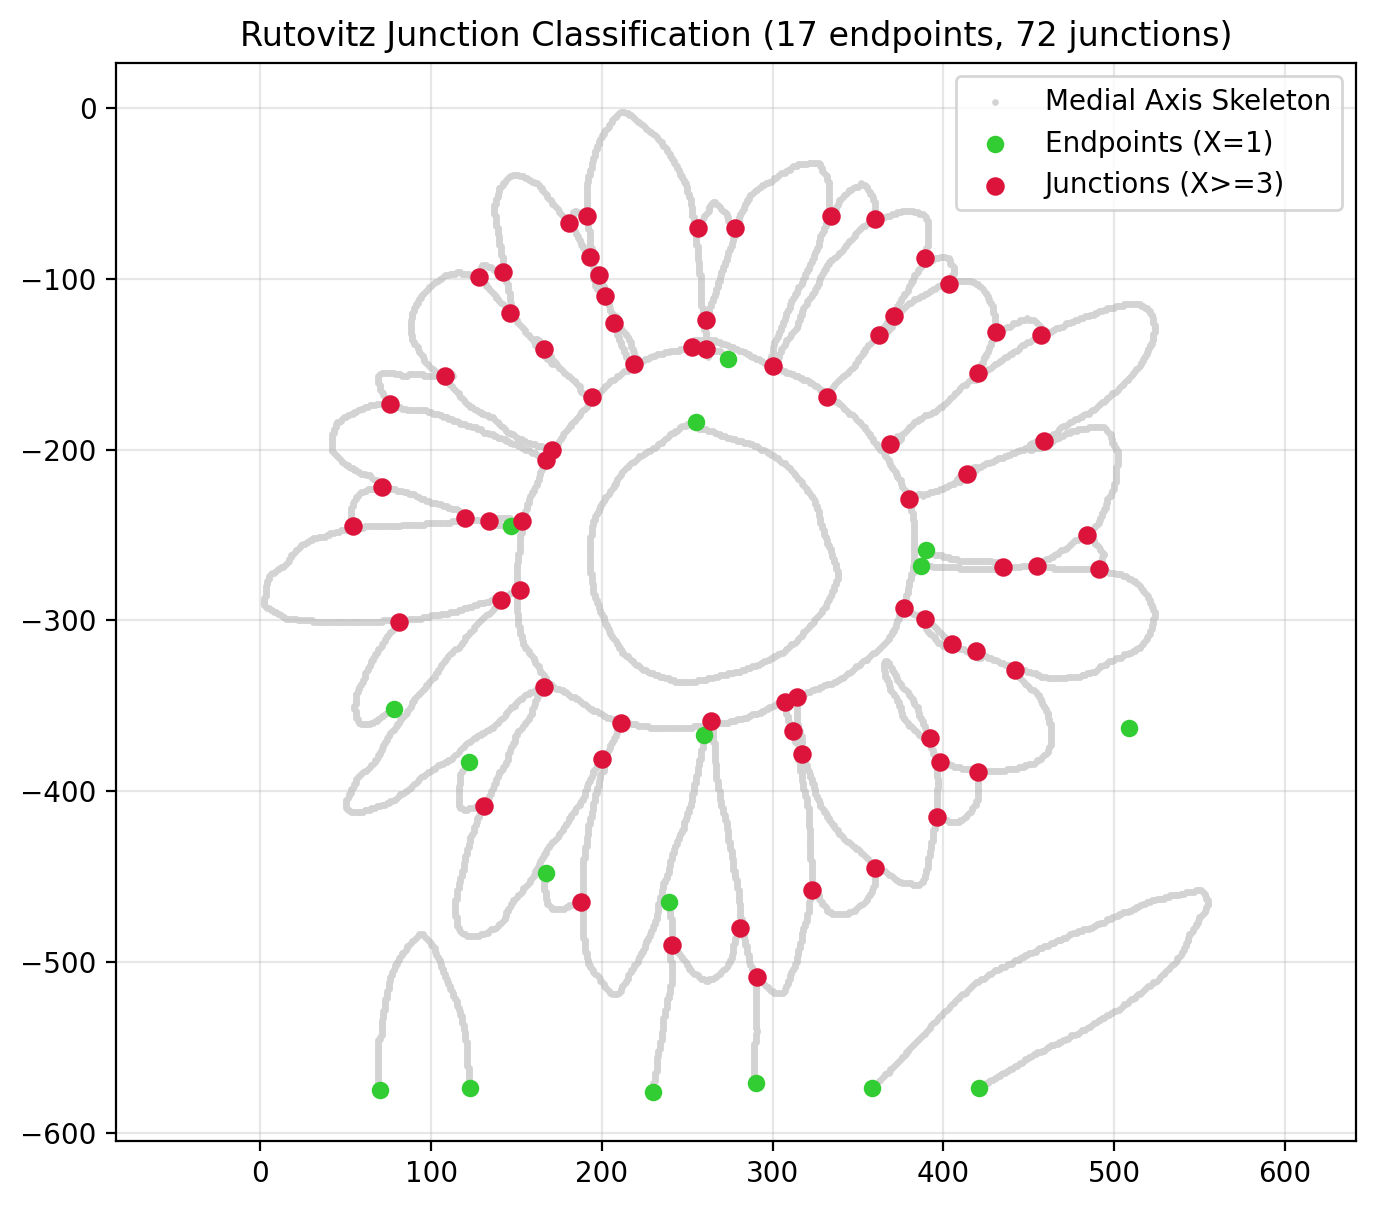 Rutovitz Junction Classification (17 endpoints, 72 junctions)
Medial Axis Skeleton
Endpoints (X=1)
Junctions (X>=3)
0
−100
−200
−300
−400
−500
−600
0 100 200 300 400 500 600